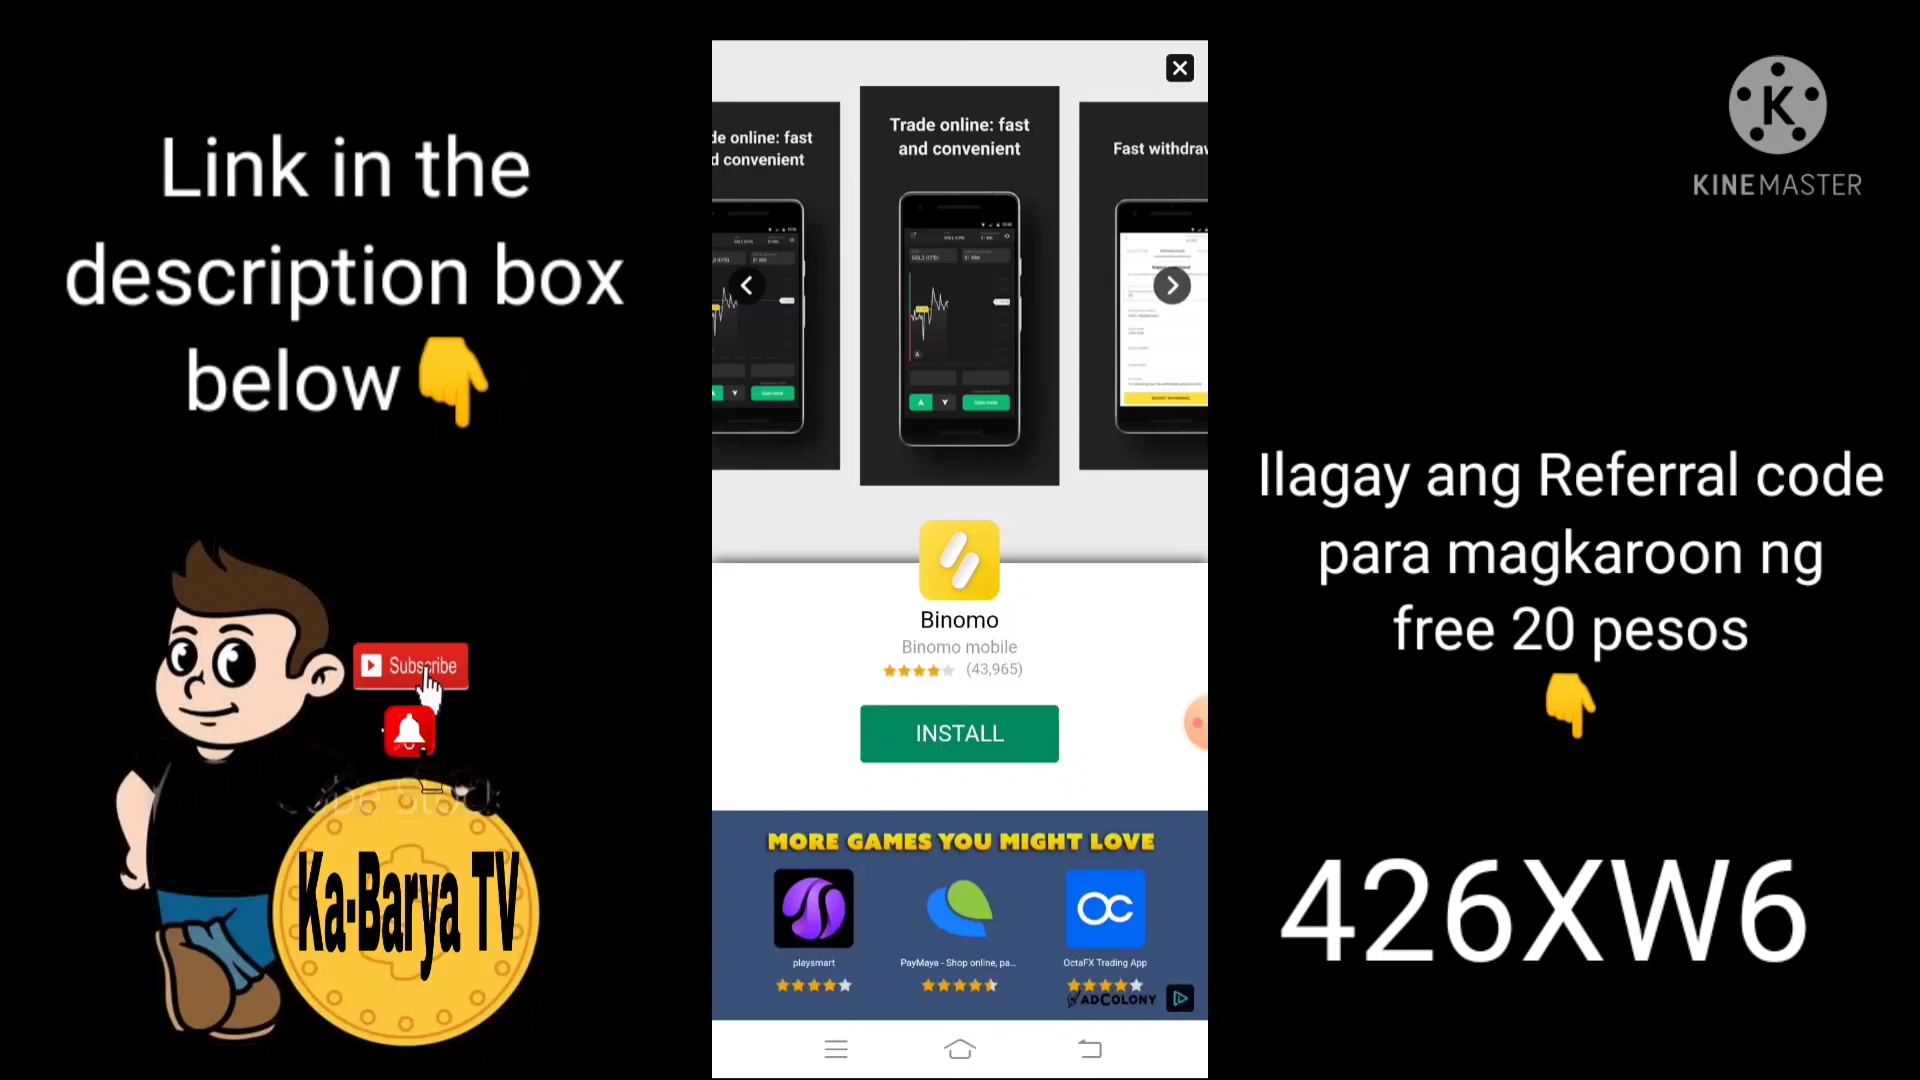 Link in the
description box
below
Subscribe
Ka-Barya TV
de online: fast
d convenient
Trade online: fast
and convenient
Fast withdraw
Binomo
Binomo mobile
(43,965)
INSTALL
MORE GAMES YOU MIGHT LOVE
playsmart
PayMaya - Shop online, pa...
OctaFX Trading App
ADCOLONY
K
KINEMASTER
Ilagay ang Referral code
para magkaroon ng
free 20 pesos
426XW6